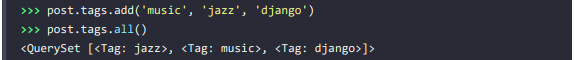 >>> post.tags.add('music', 'jazz', 'django')
>>> post.tags.all()
<QuerySet [<Tag: jazz>, <Tag: music>, <Tag: django>]>